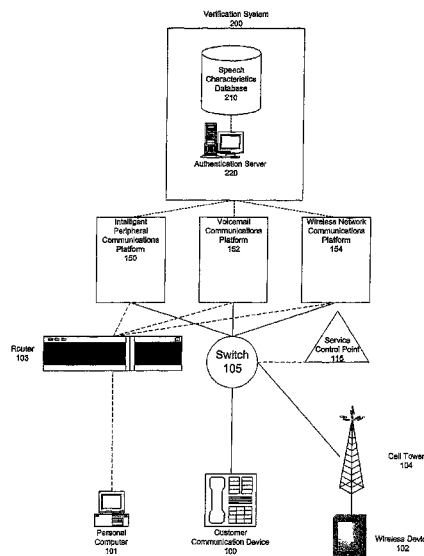 Verification System
200
Speech
Characteristics
Database
210
Authentication Server
220
Intelligent
Peripheral
Communications
Platform
150
Voicemail
Communications
Platform
152
Wireless Network
Communications
Platform
154
Router
103
Switch
105
Service
Control Point
115
Cell Tower
104
Personal
Computer
101
Customer
Communication Device
100
Wireless Device
102